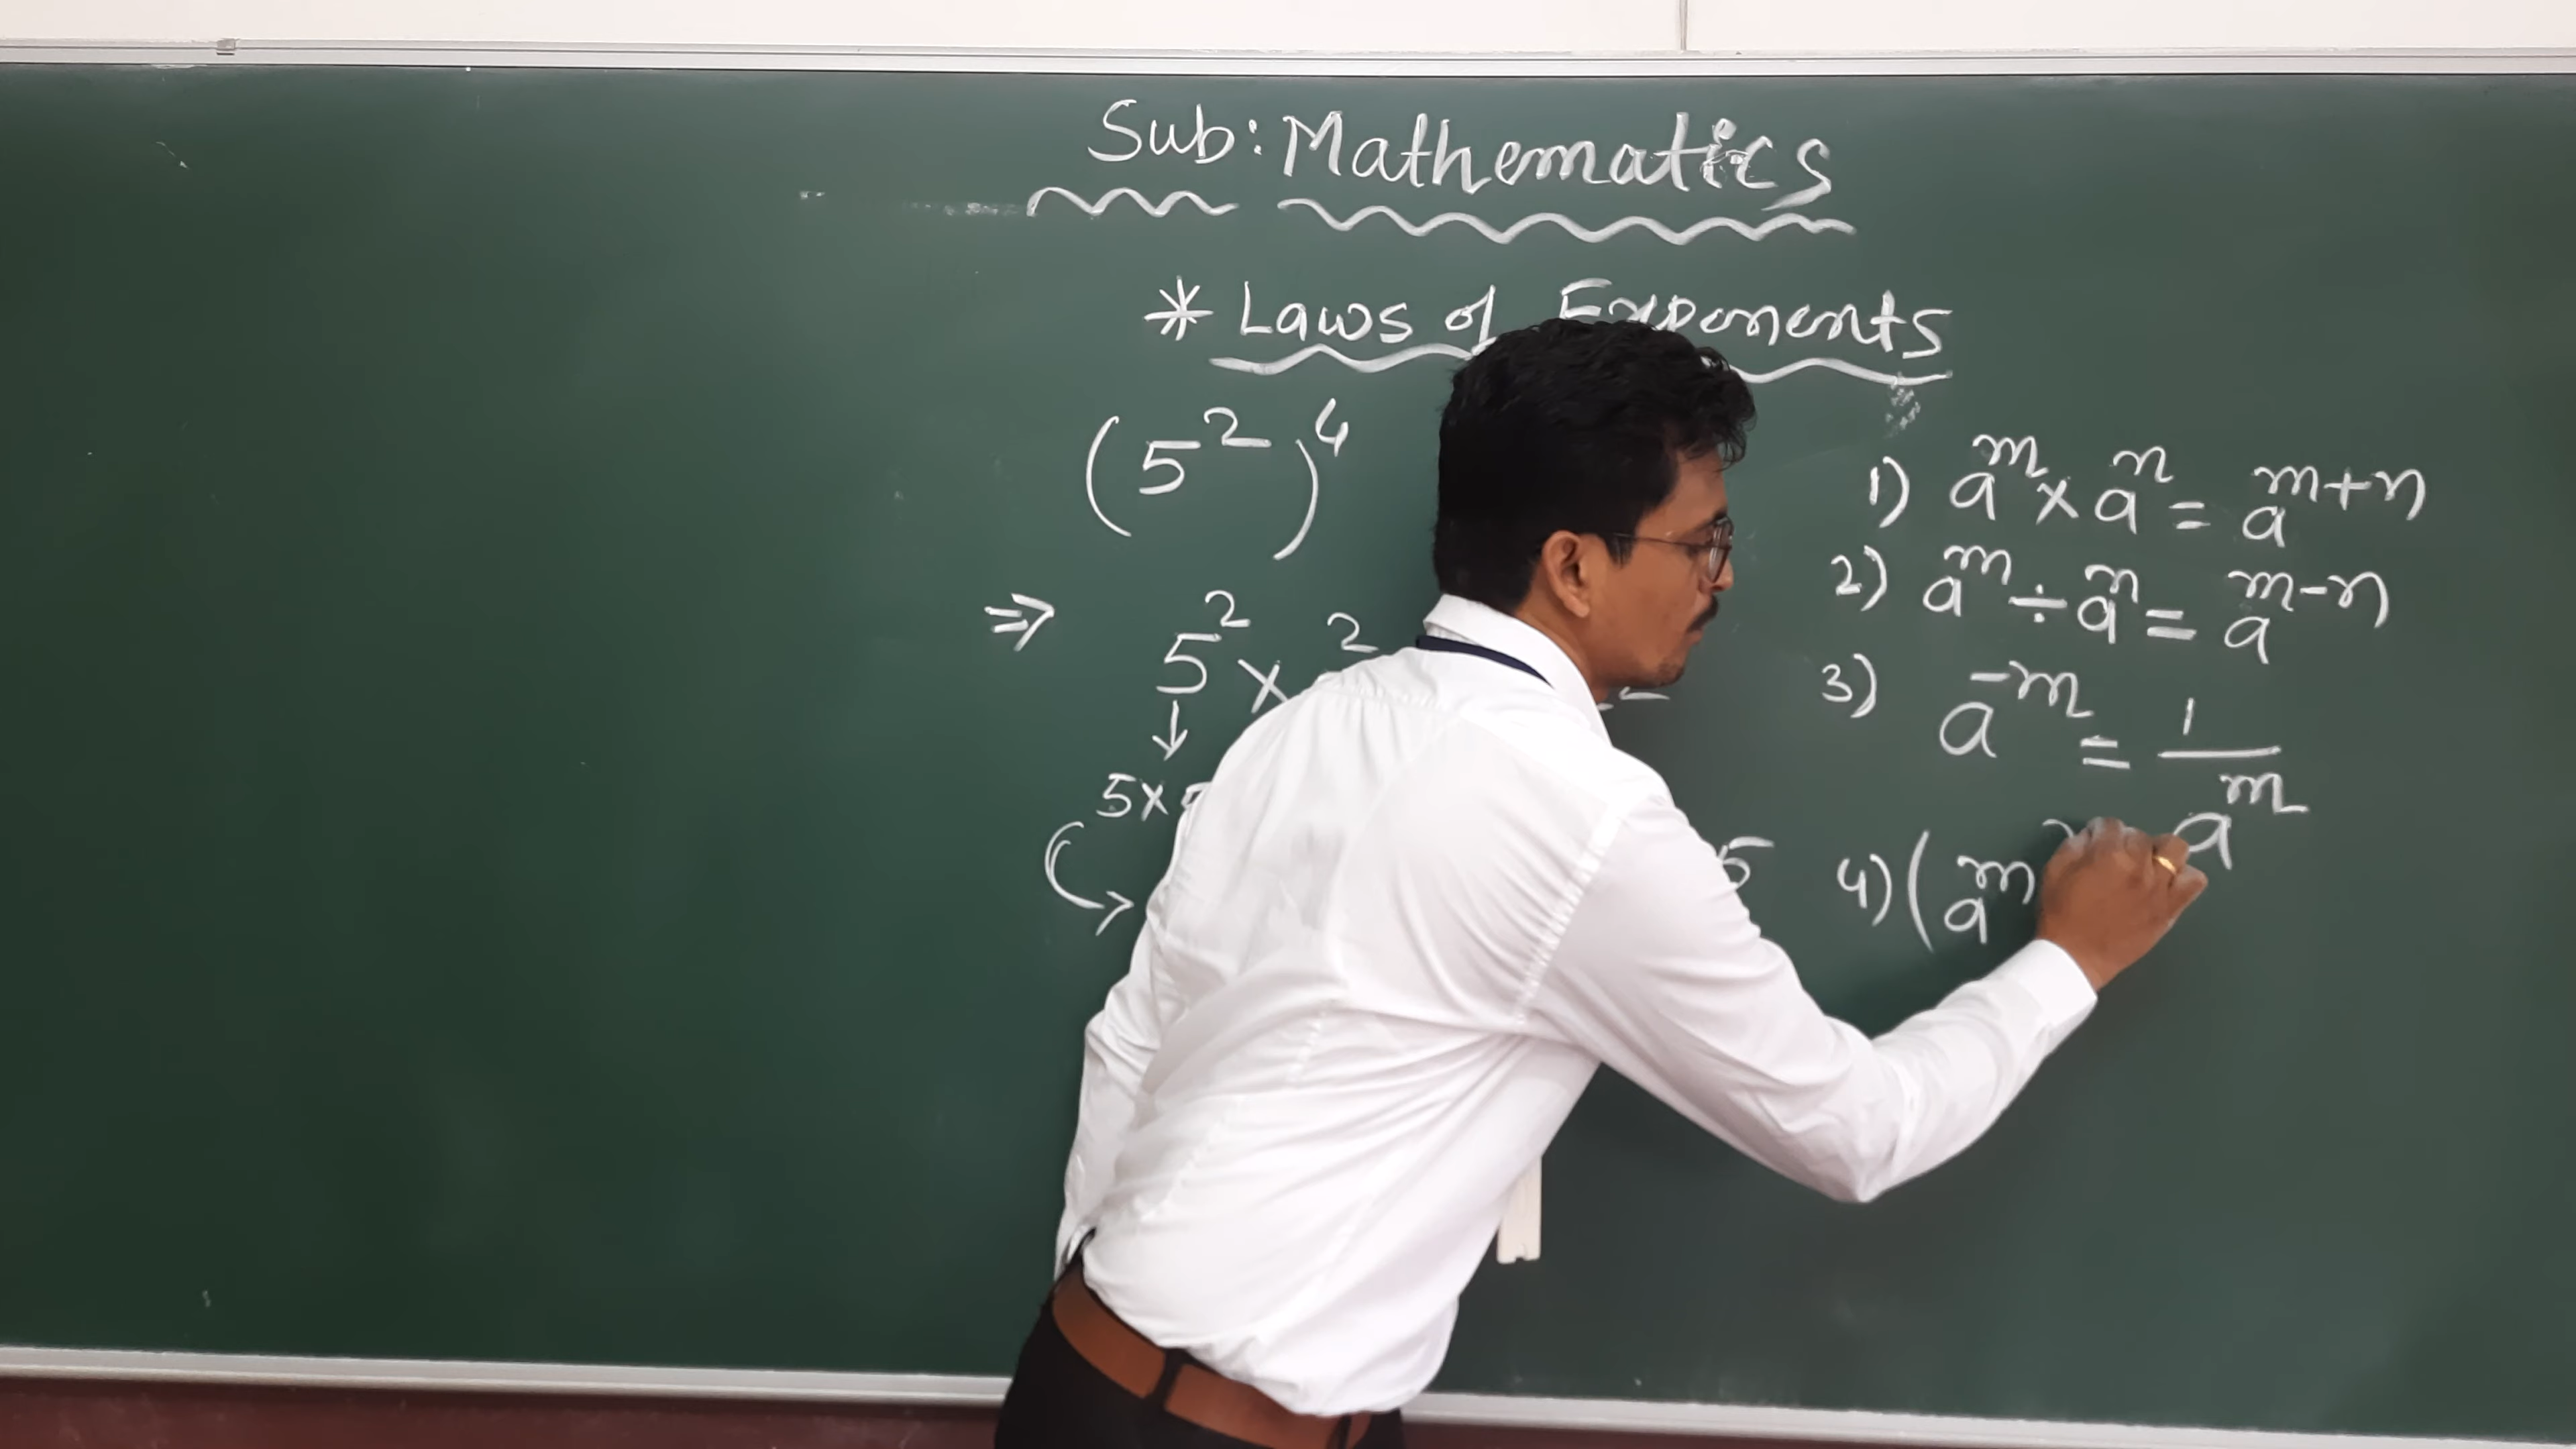 Sub: Mathematics
* Laws of Exponents
(5²)⁴
⇒ 5² × ²
↓
5×
5
1) aᵐ × aⁿ = aᵐ⁺ⁿ
2) aᵐ ÷ aⁿ = aᵐ⁻ⁿ
3) a⁻ᵐ = 1/aᵐ
4) (aᵐ